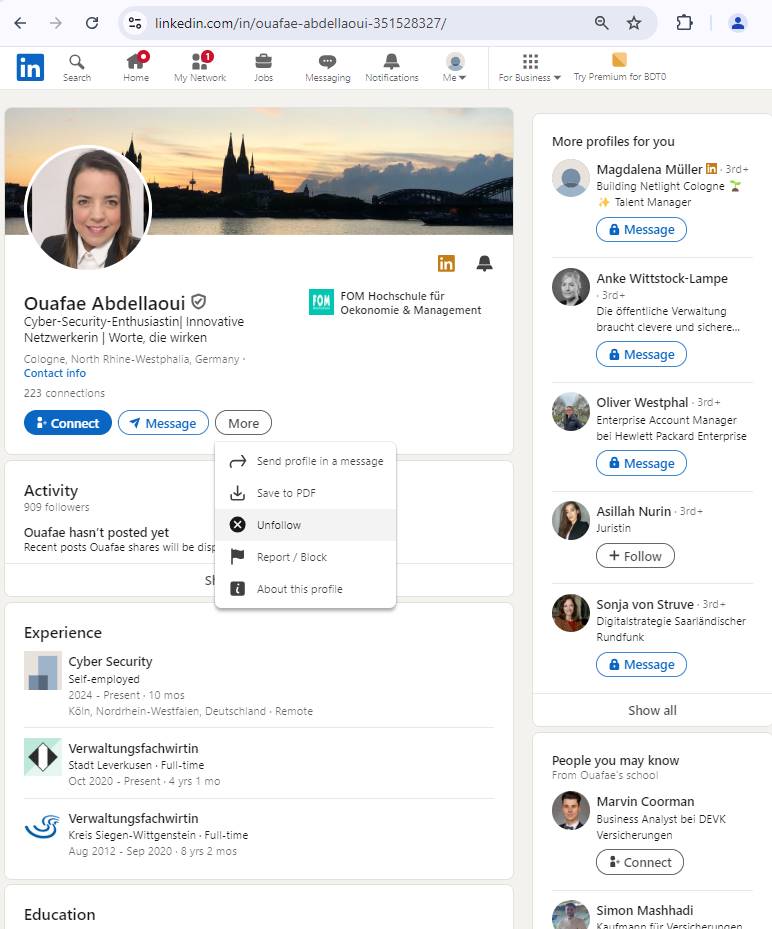 linkedin.com/in/ouafae-abdellaoui-351528327/
in
Search
Home
1
My Network
Jobs
Messaging
Notifications
Me
For Business
Try Premium for BDT0
in
Ouafae Abdellaoui
Cyber-Security-Enthusiastin| Innovative
Netzwerkerin | Worte, die wirken
Cologne, North Rhine-Westphalia, Germany ·
Contact info
223 connections
FOM
FOM Hochschule für
Oekonomie & Management
Connect
Message
More
Send profile in a message
Save to PDF
Unfollow
Report / Block
About this profile
Activity
909 followers
Ouafae hasn't posted yet
Recent posts Ouafae shares will be disp
Sh
Experience
Cyber Security
Self-employed
2024 - Present · 10 mos
Köln, Nordrhein-Westfalen, Deutschland · Remote
Verwaltungsfachwirtin
Stadt Leverkusen · Full-time
Oct 2020 - Present · 4 yrs 1 mo
Verwaltungsfachwirtin
Kreis Siegen-Wittgenstein · Full-time
Aug 2012 - Sep 2020 · 8 yrs 2 mos
Education
More profiles for you
Magdalena Müller in · 3rd+
Building Netlight Cologne 🌱
✨ Talent Manager
Message
Anke Wittstock-Lampe
· 3rd+
Die öffentliche Verwaltung
braucht clevere und sichere...
Message
Oliver Westphal · 3rd+
Enterprise Account Manager
bei Hewlett Packard Enterprise
Message
Asillah Nurin · 3rd+
Juristin
+ Follow
Sonja von Struve · 3rd+
Digitalstrategie Saarländischer
Rundfunk
Message
Show all
People you may know
From Ouafae's school
Marvin Coorman
Business Analyst bei DEVK
Versicherungen
Connect
Simon Mashhadi
Kaufmann für Versicherungen